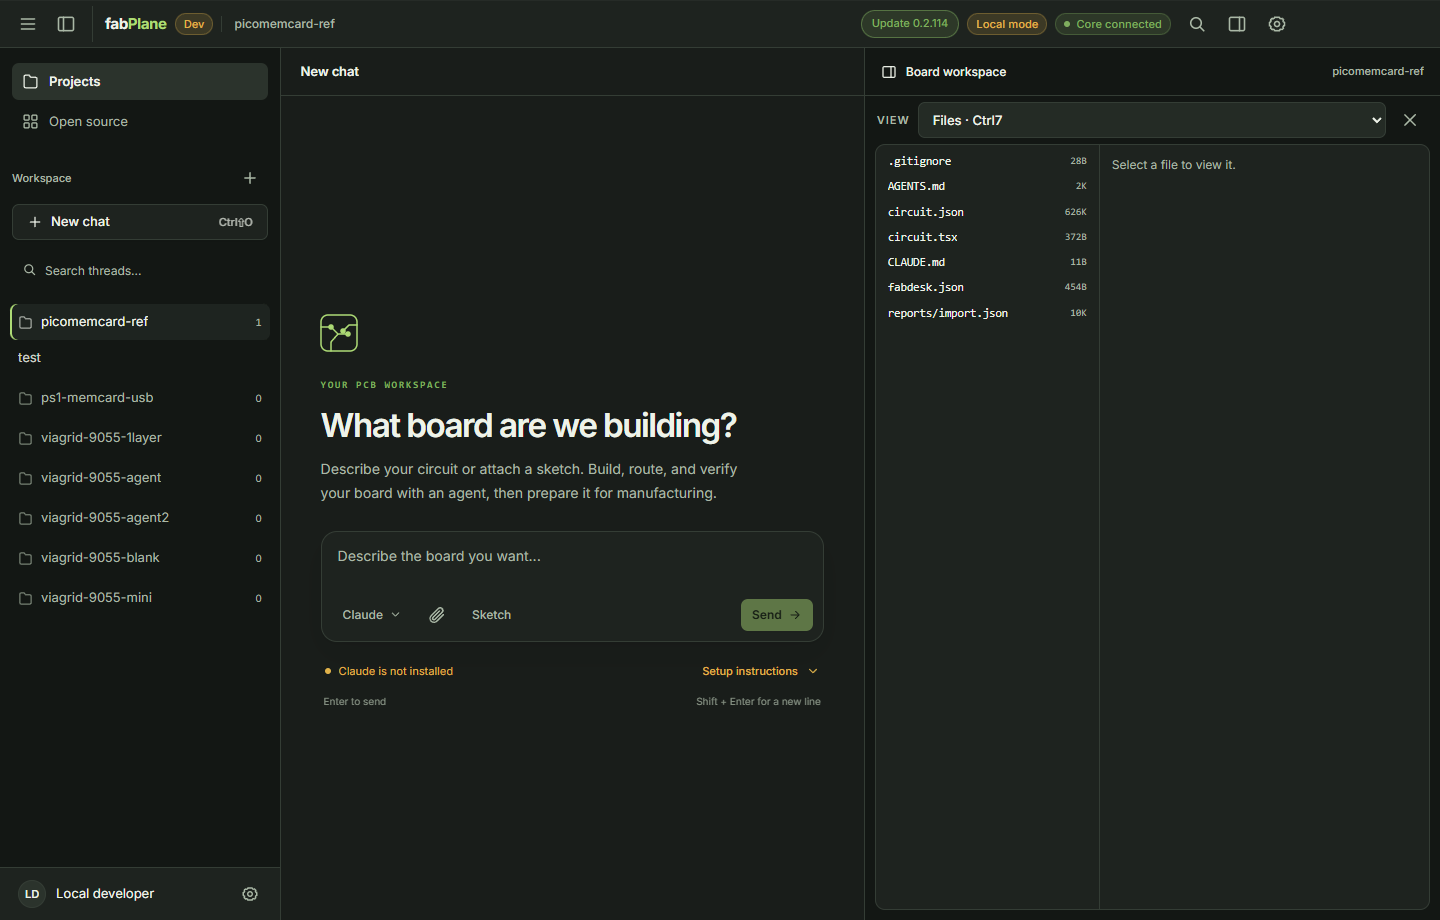 fabPlane Dev picomemcard-ref Update 0.2.114 Local mode Core connected
Projects
Open source
Workspace
New chat Ctrl⇧O
Search threads...
picomemcard-ref 1
test
ps1-memcard-usb 0
viagrid-9055-1layer 0
viagrid-9055-agent 0
viagrid-9055-agent2 0
viagrid-9055-blank 0
viagrid-9055-mini 0
LD Local developer
New chat
YOUR PCB WORKSPACE
What board are we building?
Describe your circuit or attach a sketch. Build, route, and verify
your board with an agent, then prepare it for manufacturing.
Describe the board you want...
Claude Sketch Send →
Claude is not installed Setup instructions
Enter to send Shift + Enter for a new line
Board workspace picomemcard-ref
VIEW Files · Ctrl7
.gitignore 28B
AGENTS.md 2K
circuit.json 626K
circuit.tsx 372B
CLAUDE.md 11B
fabdesk.json 454B
reports/import.json 10K
Select a file to view it.